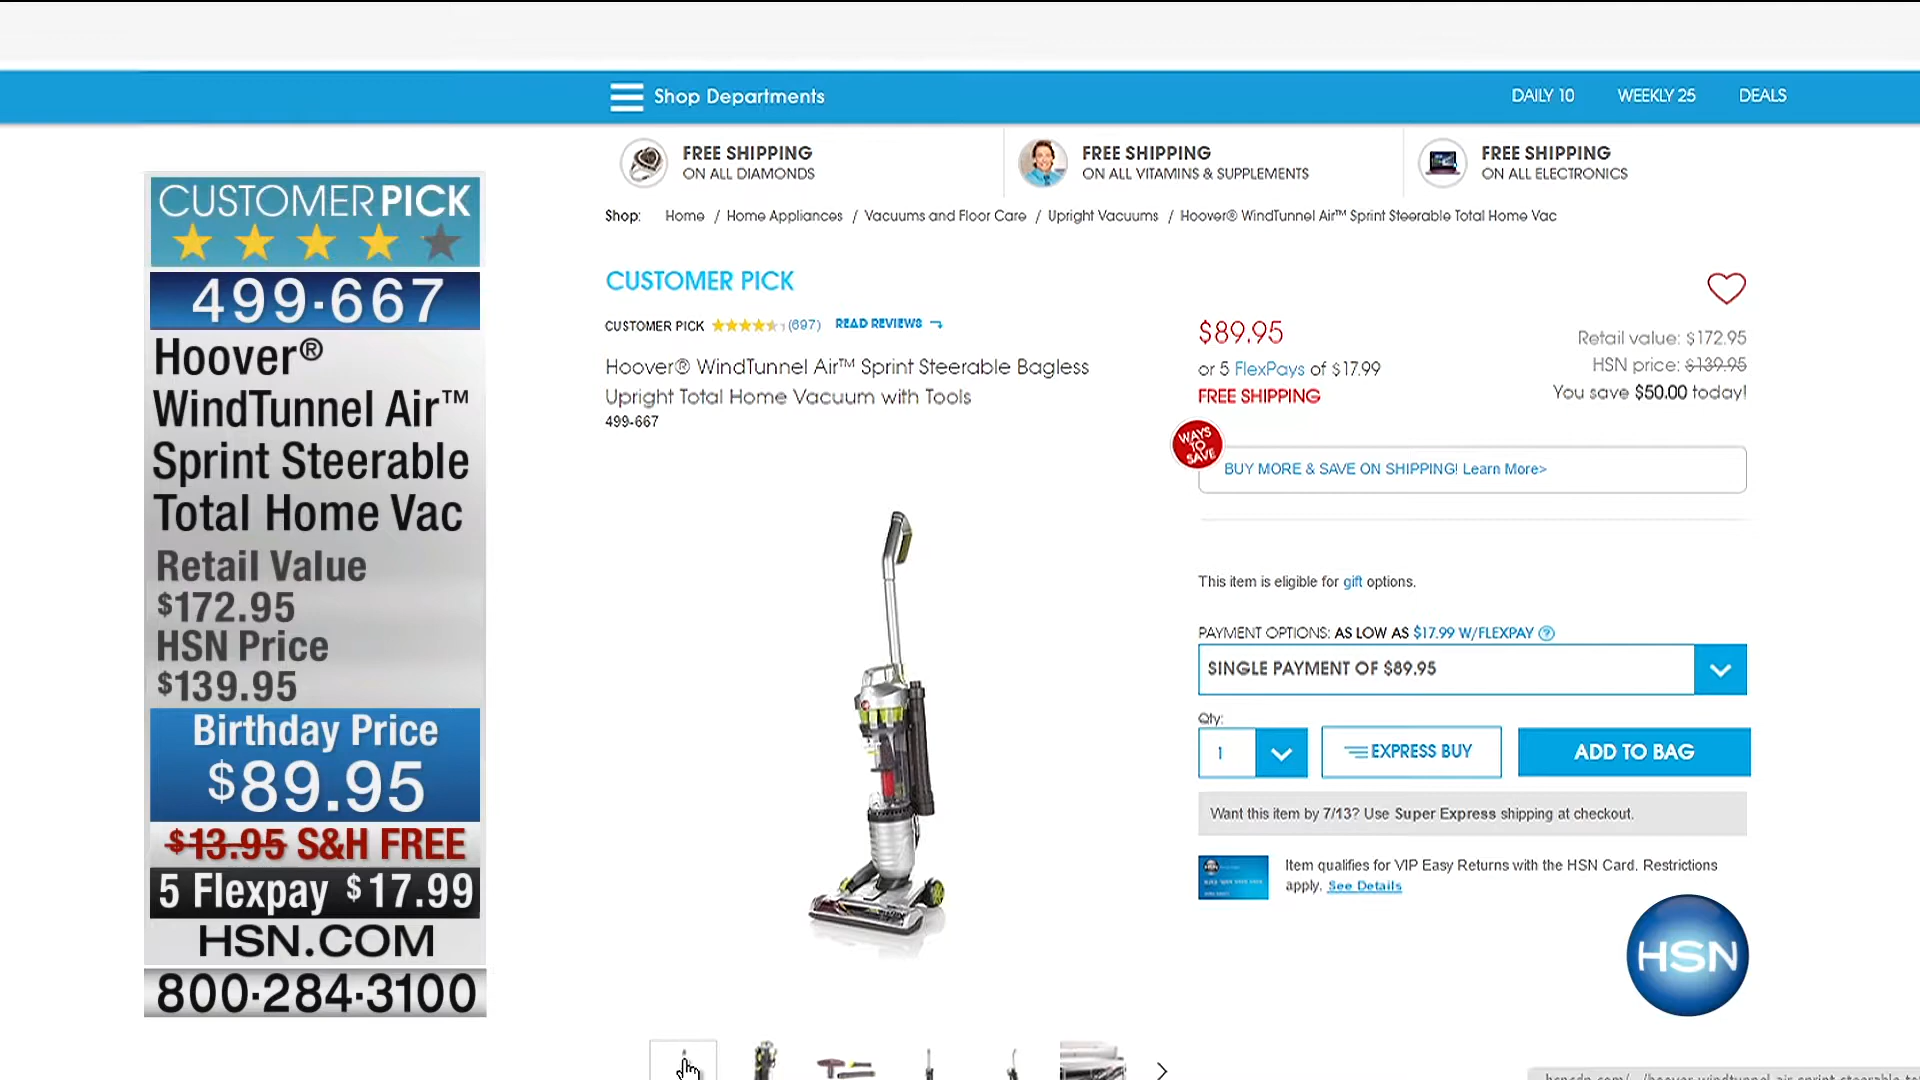 Shop Departments
DAILY 10
WEEKLY 25
DEALS
FREE SHIPPING
ON ALL DIAMONDS
FREE SHIPPING
ON ALL VITAMINS & SUPPLEMENTS
FREE SHIPPING
ON ALL ELECTRONICS
Shop: Home / Home Appliances / Vacuums and Floor Care / Upright Vacuums / Hoover® WindTunnel Air™ Sprint Steerable Total Home Vac
CUSTOMER PICK
499·667
Hoover®
WindTunnel Air™
Sprint Steerable
Total Home Vac
Retail Value
$172.95
HSN Price
$139.95
Birthday Price
$89.95
$13.95 S&H FREE
5 Flexpay $17.99
HSN.COM
800·284·3100
CUSTOMER PICK
CUSTOMER PICK (697) READ REVIEWS
Hoover® WindTunnel Air™ Sprint Steerable Bagless
Upright Total Home Vacuum with Tools
499-667
$89.95
or 5 FlexPays of $17.99
FREE SHIPPING
Retail value: $172.95
HSN price: $139.95
You save $50.00 today!
WAYS
TO
SAVE
BUY MORE & SAVE ON SHIPPING! Learn More>
This item is eligible for gift options.
PAYMENT OPTIONS: AS LOW AS $17.99 W/FLEXPAY ?
SINGLE PAYMENT OF $89.95
Qty:
1
EXPRESS BUY
ADD TO BAG
Want this item by 7/13? Use Super Express shipping at checkout.
Item qualifies for VIP Easy Returns with the HSN Card. Restrictions
apply. See Details
HSN